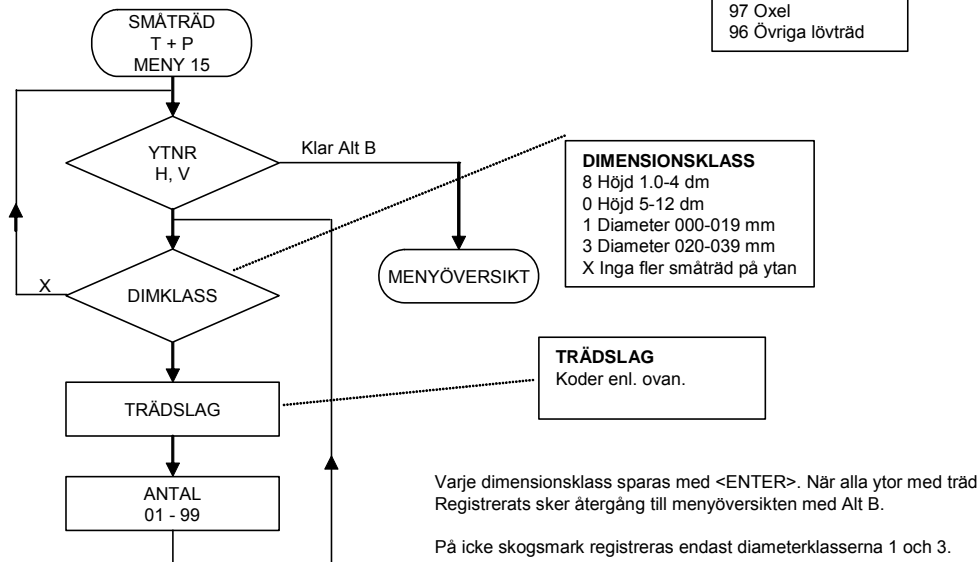 97 Oxel
96 Övriga lövträd
SMÅTRÄD
T + P
MENY 15
YTNR
H, V
Klar Alt B
DIMENSIONSKLASS
8 Höjd 1.0-4 dm
0 Höjd 5-12 dm
1 Diameter 000-019 mm
3 Diameter 020-039 mm
X Inga fler småträd på ytan
MENYÖVERSIKT
X
DIMKLASS
TRÄDSLAG
Koder enl. ovan.
TRÄDSLAG
ANTAL
01 - 99
Varje dimensionsklass sparas med <ENTER>. När alla ytor med träd
Registrerats sker återgång till menyöversikten med Alt B.
På icke skogsmark registreras endast diameterklasserna 1 och 3.